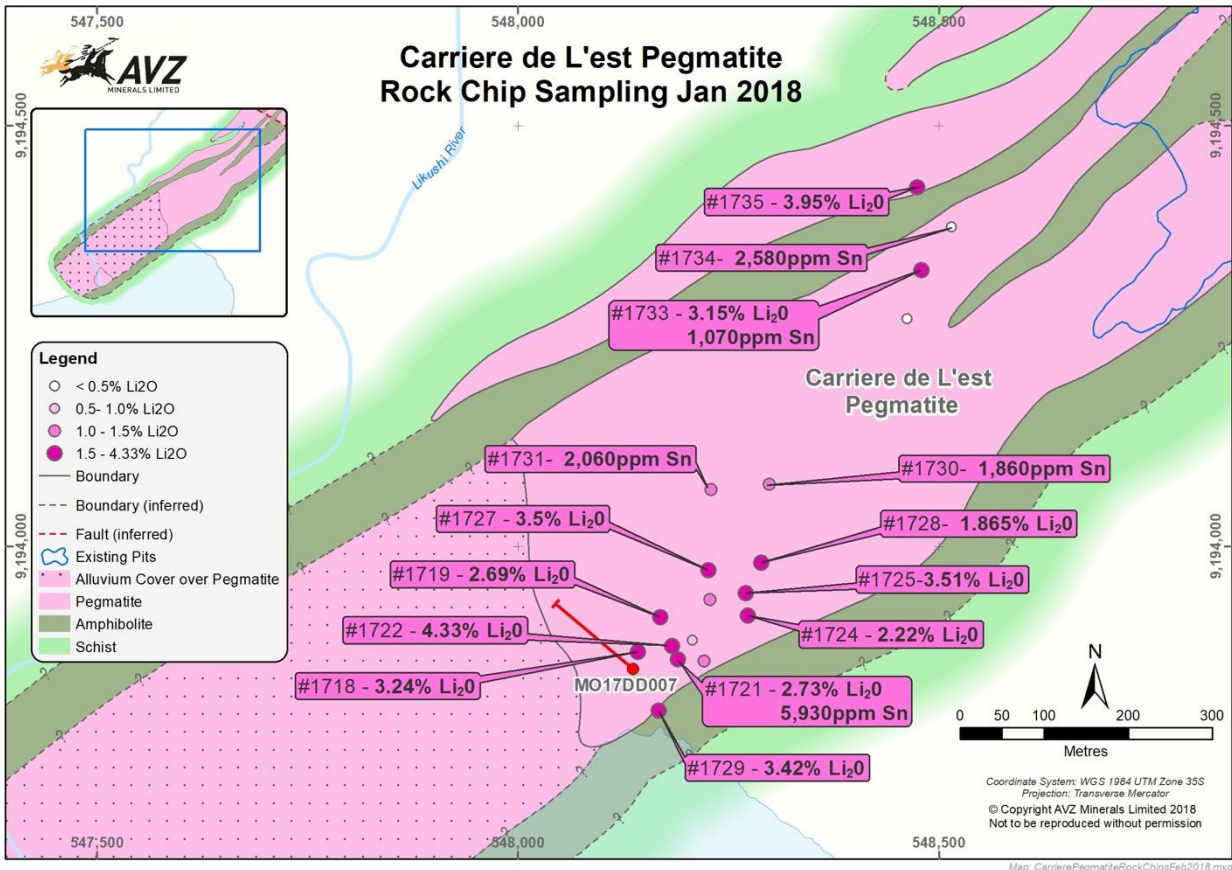 547,500
548,000
548,500
AVZ
MINERALS LIMITED
Carriere de L'est Pegmatite
Rock Chip Sampling Jan 2018
9,194,500
9,194,500
Likushi River
#1735 - 3.95% Li₂0
#1734- 2,580ppm Sn
#1733 - 3.15% Li₂0
1,070ppm Sn
Carriere de L'est
Pegmatite
Legend
< 0.5% Li2O
0.5- 1.0% Li2O
1.0 - 1.5% Li2O
1.5 - 4.33% Li2O
Boundary
Boundary (inferred)
Fault (inferred)
Existing Pits
Alluvium Cover over Pegmatite
Pegmatite
Amphibolite
Schist
#1731- 2,060ppm Sn
#1730- 1,860ppm Sn
#1727 - 3.5% Li₂0
#1728- 1.865% Li₂0
9,194,000
9,194,000
#1719 - 2.69% Li₂0
#1725-3.51% Li₂0
#1722 - 4.33% Li₂0
#1724 - 2.22% Li₂0
#1718 - 3.24% Li₂0
MO17DD007
#1721 - 2.73% Li₂0
5,930ppm Sn
#1729 - 3.42% Li₂0
N
0 50 100 200 300
Metres
Coordinate System: WGS 1984 UTM Zone 35S
Projection: Transverse Mercator
© Copyright AVZ Minerals Limited 2018
Not to be reproduced without permission
547,500
548,000
548,500
Map: CarrierePegmatiteRockChipsFeb2018.mxd